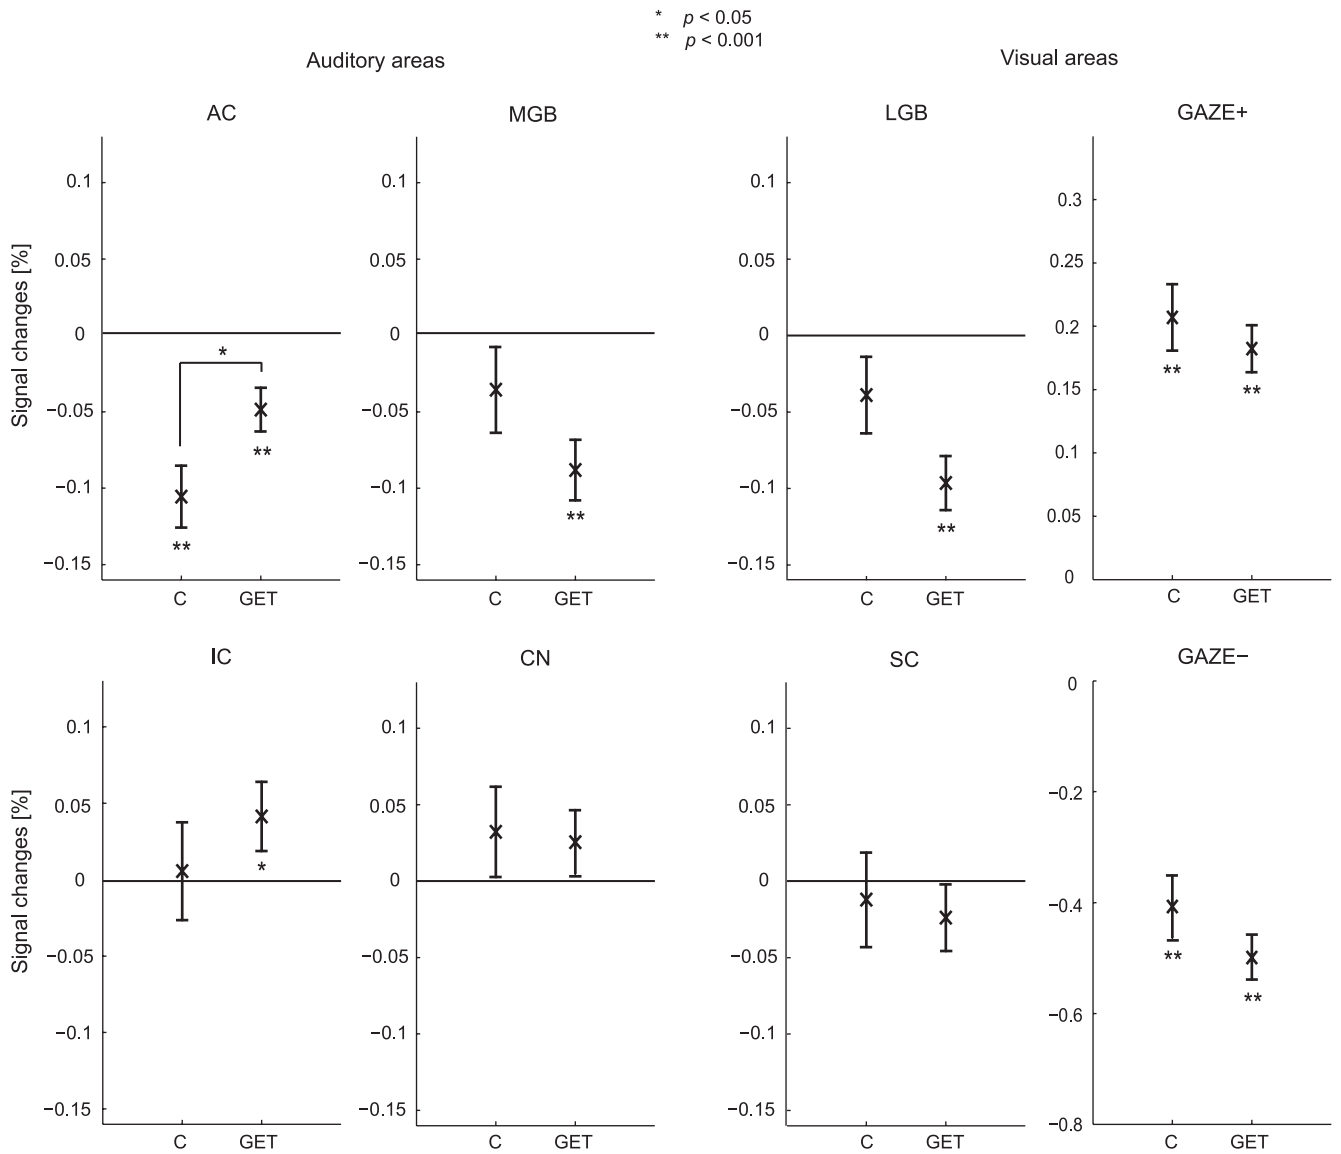 * p < 0.05
** p < 0.001
Auditory areas
Visual areas
AC
MGB
LGB
GAZE+
Signal changes [%]
0.1
0.05
0
−0.05
−0.1
−0.15
*
**
**
C GET
0.1
0.05
0
−0.05
−0.1
−0.15
**
C GET
0.1
0.05
0
−0.05
−0.1
−0.15
**
C GET
0.3
0.25
0.2
0.15
0.1
0.05
0
**
**
C GET
IC
CN
SC
GAZE−
Signal changes [%]
0.1
0.05
0
−0.05
−0.1
−0.15
*
C GET
0.1
0.05
0
−0.05
−0.1
−0.15
C GET
0.1
0.05
0
−0.05
−0.1
−0.15
C GET
0
−0.2
−0.4
−0.6
−0.8
**
**
C GET